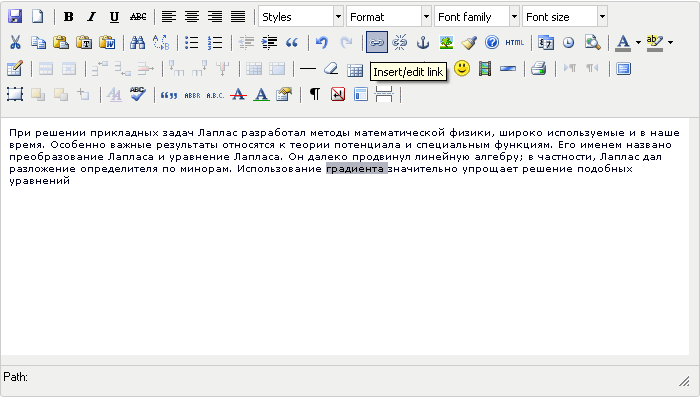 B I U ABC Styles Format Font family Font size
HTML A ab
Insert/edit link
ABC ABBR A.B.C. A A
При решении прикладных задач Лаплас разработал методы математической физики, широко используемые и в наше
время. Особенно важные результаты относятся к теории потенциала и специальным функциям. Его именем названо
преобразование Лапласа и уравнение Лапласа. Он далеко продвинул линейную алгебру; в частности, Лаплас дал
разложение определителя по минорам. Использование градиента значительно упрощает решение подобных
уравнений
Path: